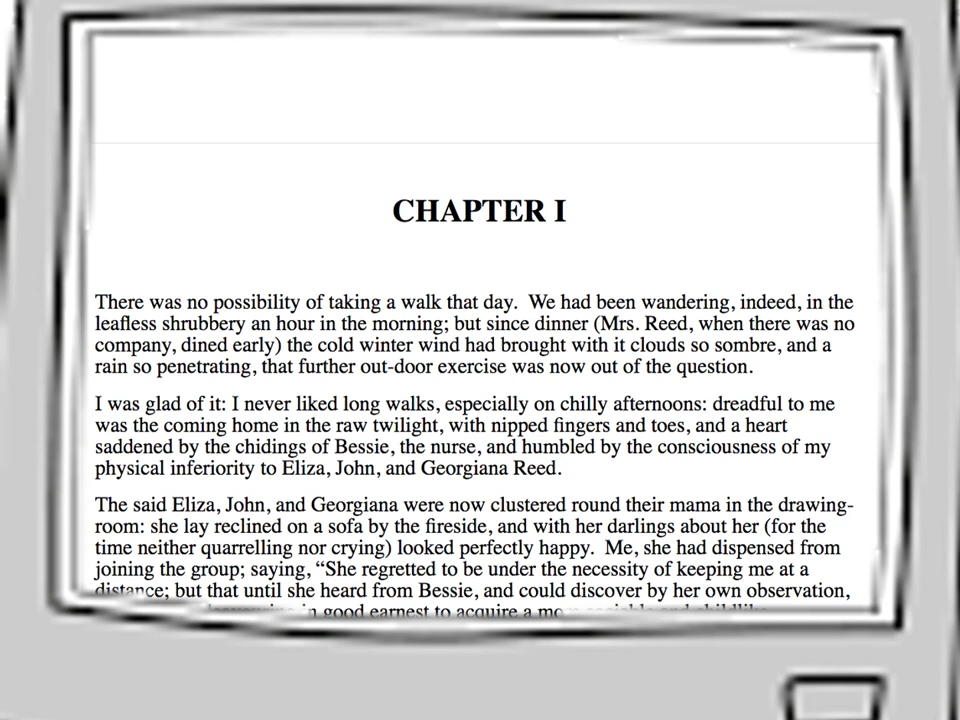 CHAPTER I
There was no possibility of taking a walk that day.  We had been wandering, indeed, in the
leafless shrubbery an hour in the morning; but since dinner (Mrs. Reed, when there was no
company, dined early) the cold winter wind had brought with it clouds so sombre, and a
rain so penetrating, that further out-door exercise was now out of the question.
I was glad of it: I never liked long walks, especially on chilly afternoons: dreadful to me
was the coming home in the raw twilight, with nipped fingers and toes, and a heart
saddened by the chidings of Bessie, the nurse, and humbled by the consciousness of my
physical inferiority to Eliza, John, and Georgiana Reed.
The said Eliza, John, and Georgiana were now clustered round their mama in the drawing-
room: she lay reclined on a sofa by the fireside, and with her darlings about her (for the
time neither quarrelling nor crying) looked perfectly happy.  Me, she had dispensed from
joining the group; saying, “She regretted to be under the necessity of keeping me at a
distance; but that until she heard from Bessie, and could discover by her own observation,
in good earnest to acquire a